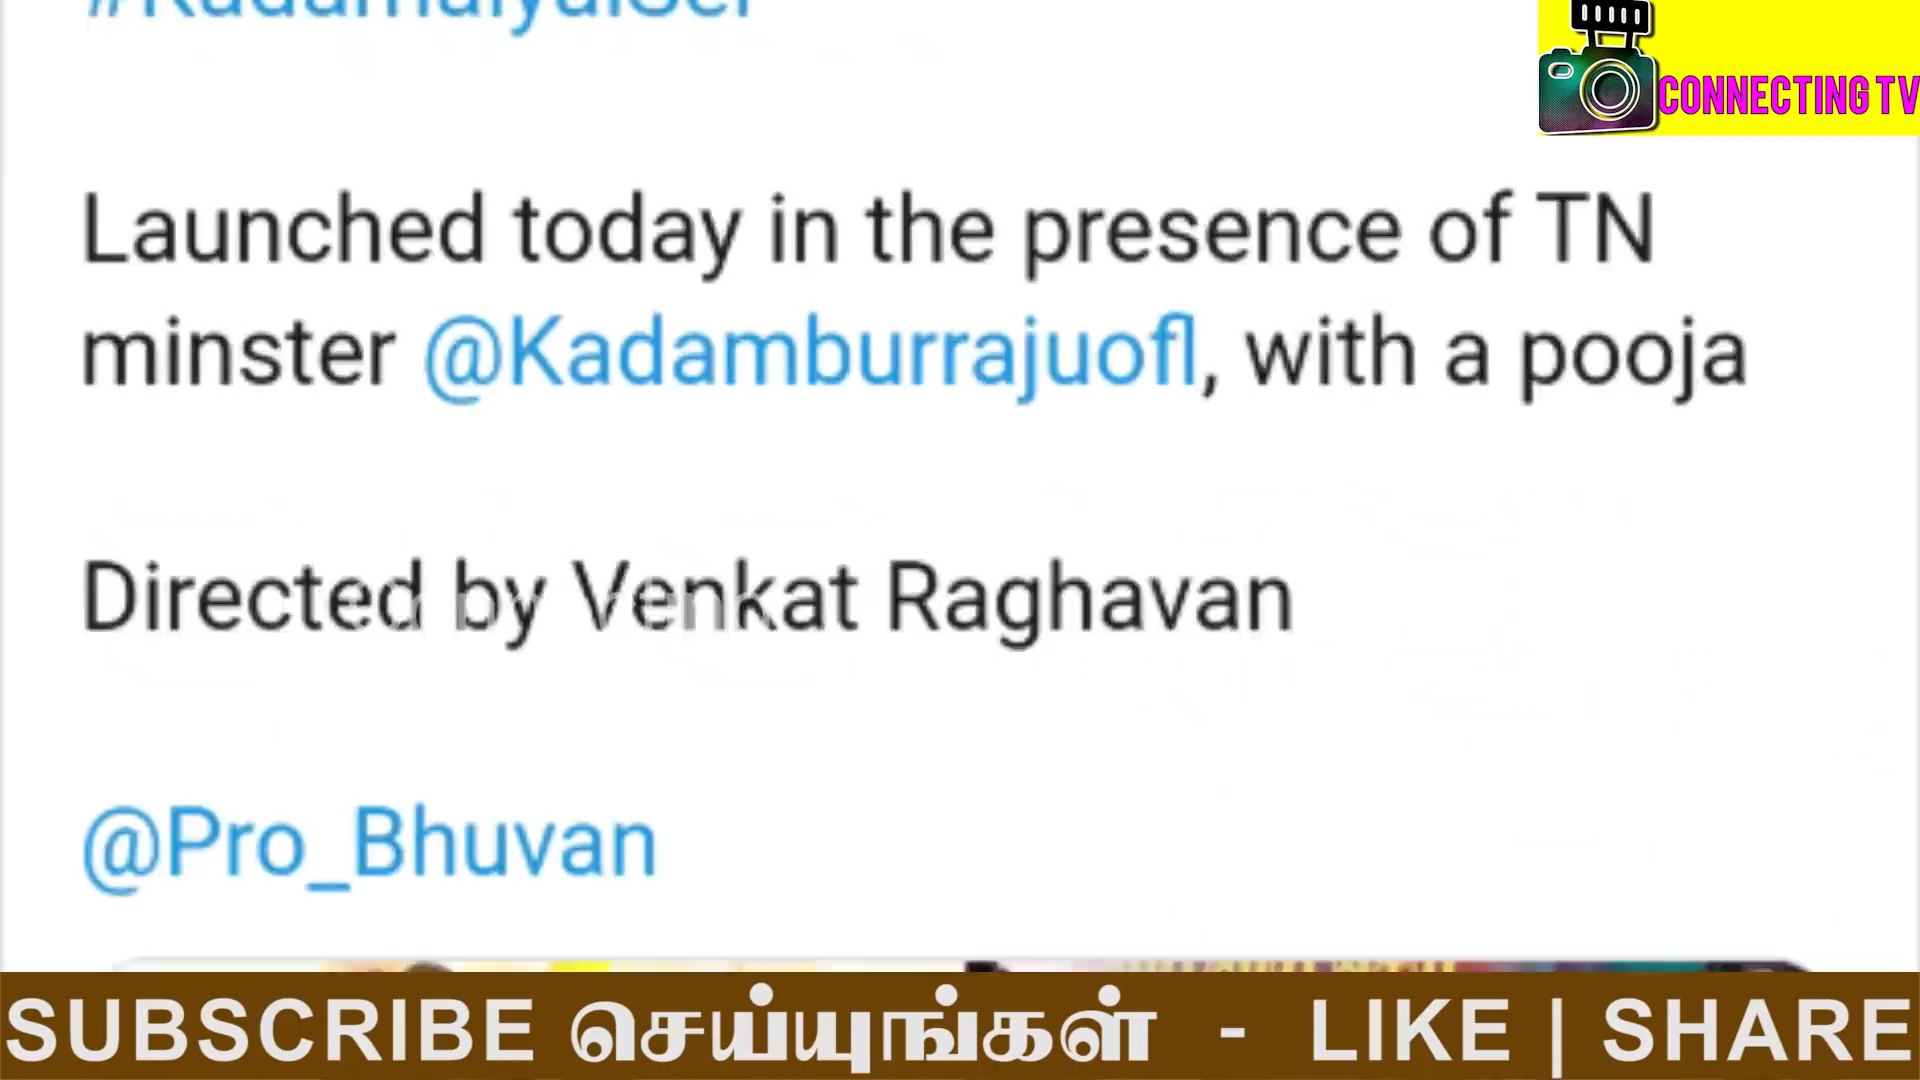 #KadamaiyaiSei
CONNECTING TV
Launched today in the presence of TN
minster @Kadamburrajuofl, with a pooja
Directed by Venkat Raghavan
@Pro_Bhuvan
SUBSCRIBE செய்யுங்கள் - LIKE | SHARE